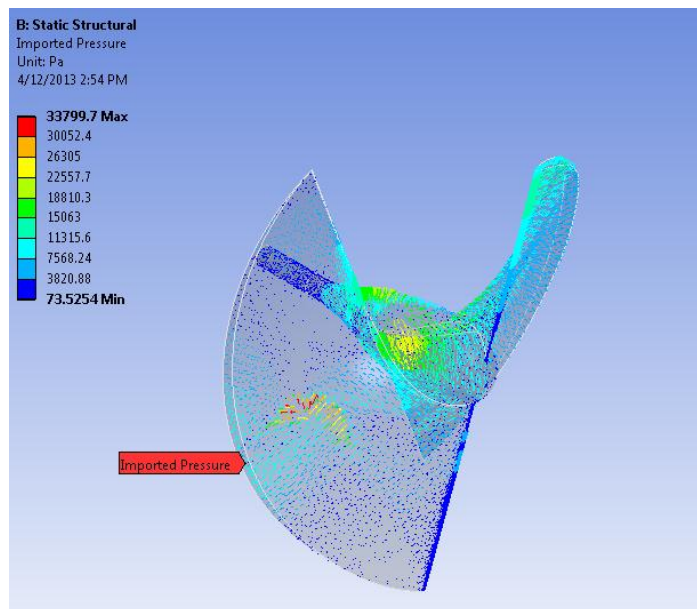 B: Static Structural
Imported Pressure
Unit: Pa
4/12/2013 2:54 PM
33799.7 Max
30052.4
26305
22557.7
18810.3
15063
11315.6
7568.24
3820.88
73.5254 Min
Imported Pressure